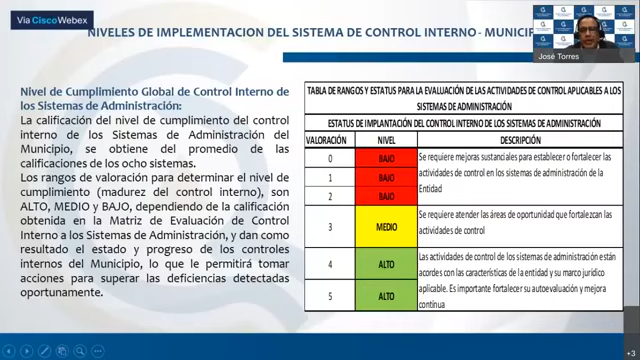 Vía CiscoWebex
NIVELES DE IMPLEMENTACION DEL SISTEMA DE CONTROL INTERNO- MUNICIP
José Torres
Nivel de Cumplimiento Global de Control Interno de
los Sistemas de Administración:
La calificación del nivel de cumplimiento del control
interno de los Sistemas de Administración del
Municipio, se obtiene del promedio de las
calificaciones de los ocho sistemas.
Los rangos de valoración para determinar el nivel de
cumplimiento (madurez del control interno), son
ALTO, MEDIO y BAJO, dependiendo de la calificación
obtenida en la Matriz de Evaluación de Control
Interno a los Sistemas de Administración, y dan como
resultado el estado y progreso de los controles
internos del Municipio, lo que le permitirá tomar
acciones para superar las deficiencias detectadas
oportunamente.
TABLA DE RANGOS Y ESTATUS PARA LA EVALUACIÓN DE LAS ACTIVIDADES DE CONTROL APLICABLES A LOS
SISTEMAS DE ADMINISTRACIÓN
ESTATUS DE IMPLANTACIÓN DEL CONTROL INTERNO DE LOS SISTEMAS DE ADMINISTRACIÓN
VALORACIÓN NIVEL DESCRIPCIÓN
0 BAJO
1 BAJO
2 BAJO
Se requiere mejoras sustanciales para establecer o fortalecer las
actividades de control en los sistemas de administración de la
Entidad
3 MEDIO
Se requiere atender las áreas de oportunidad que fortalezcan las
actividades de control
4 ALTO
5 ALTO
Las actividades de control de los sistemas de administración están
acordes con las características de la entidad y su marco jurídico
aplicable. Es importante fortalecer su autoevaluación y mejora
continua
+3